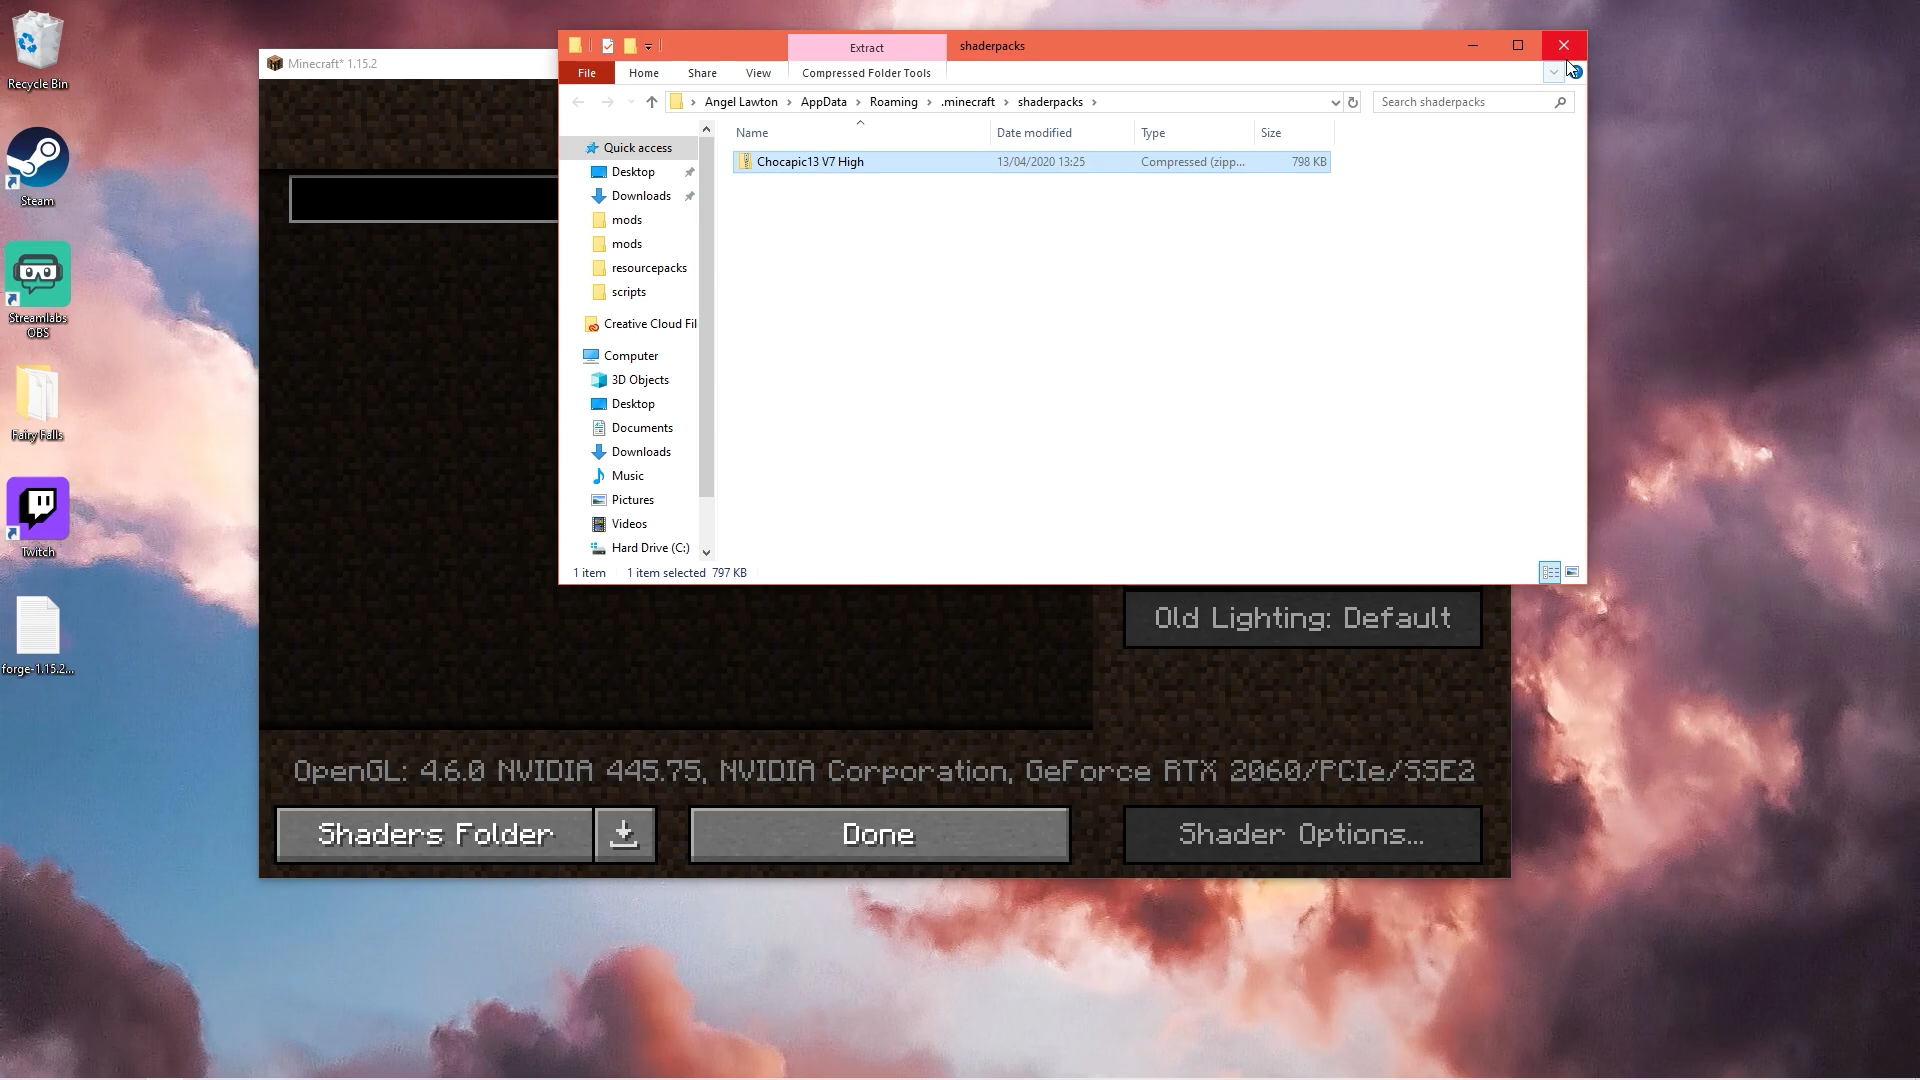 Recycle Bin
Steam
Streamlabs
OBS
Fairy Falls
Twitch
forge-1.15.2...
Minecraft* 1.15.2
Extract
shaderpacks
File
Home
Share
View
Compressed Folder Tools
Angel Lawton
AppData
Roaming
.minecraft
shaderpacks
Search shaderpacks
Name
Date modified
Type
Size
Chocapic13 V7 High
13/04/2020 13:25
Compressed (zipp...
798 KB
Quick access
Desktop
Downloads
mods
mods
resourcepacks
scripts
Creative Cloud Fil
Computer
3D Objects
Desktop
Documents
Downloads
Music
Pictures
Videos
Hard Drive (C:)
1 item
1 item selected 797 KB
Old Lighting: Default
OpenGL: 4.6.0 NVIDIA 445.75, NVIDIA Corporation, GeForce RTX 2060/PCIe/SSE2
Shaders Folder
Done
Shader Options...